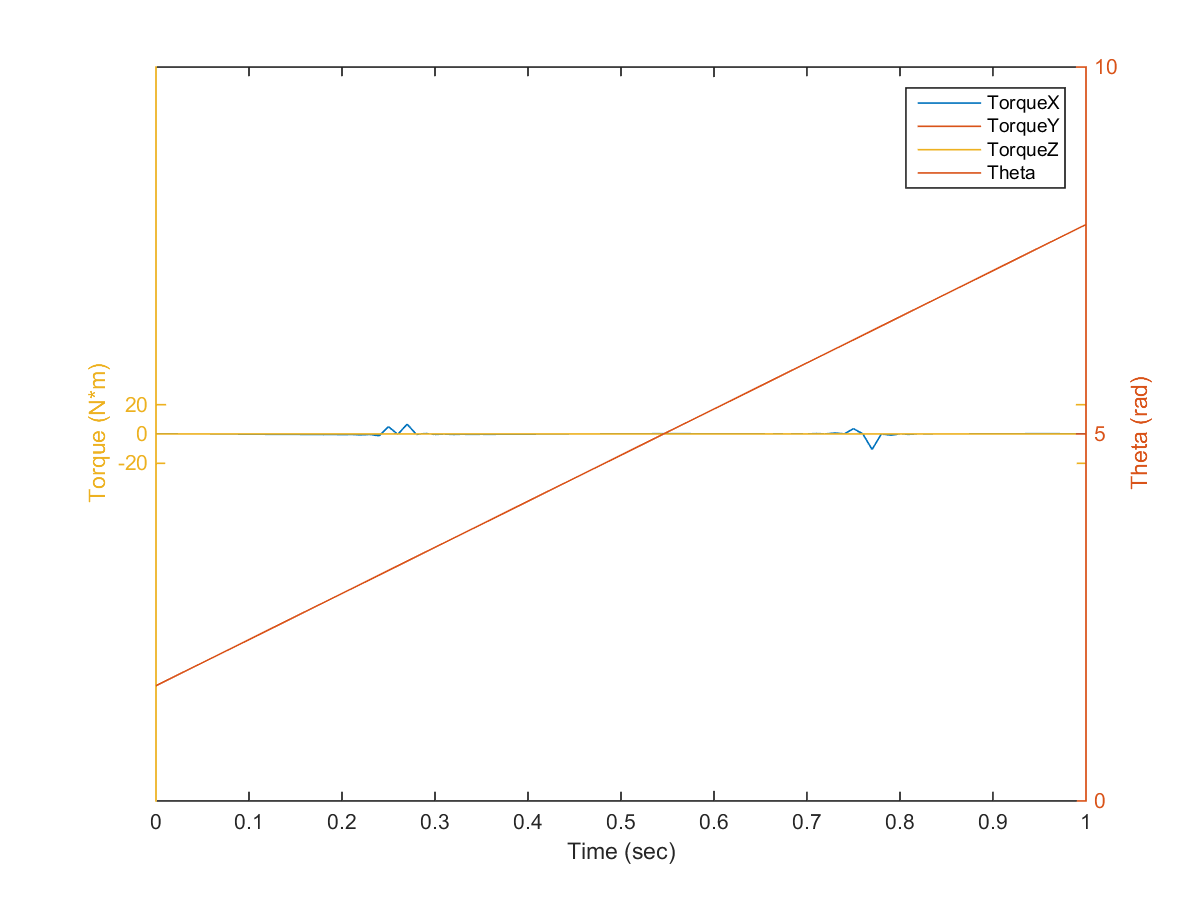 10
TorqueX
TorqueY
TorqueZ
Theta
Torque (N*m)
20
0
-20
5
Theta (rad)
0
0 0.1 0.2 0.3 0.4 0.5 0.6 0.7 0.8 0.9 1
Time (sec)